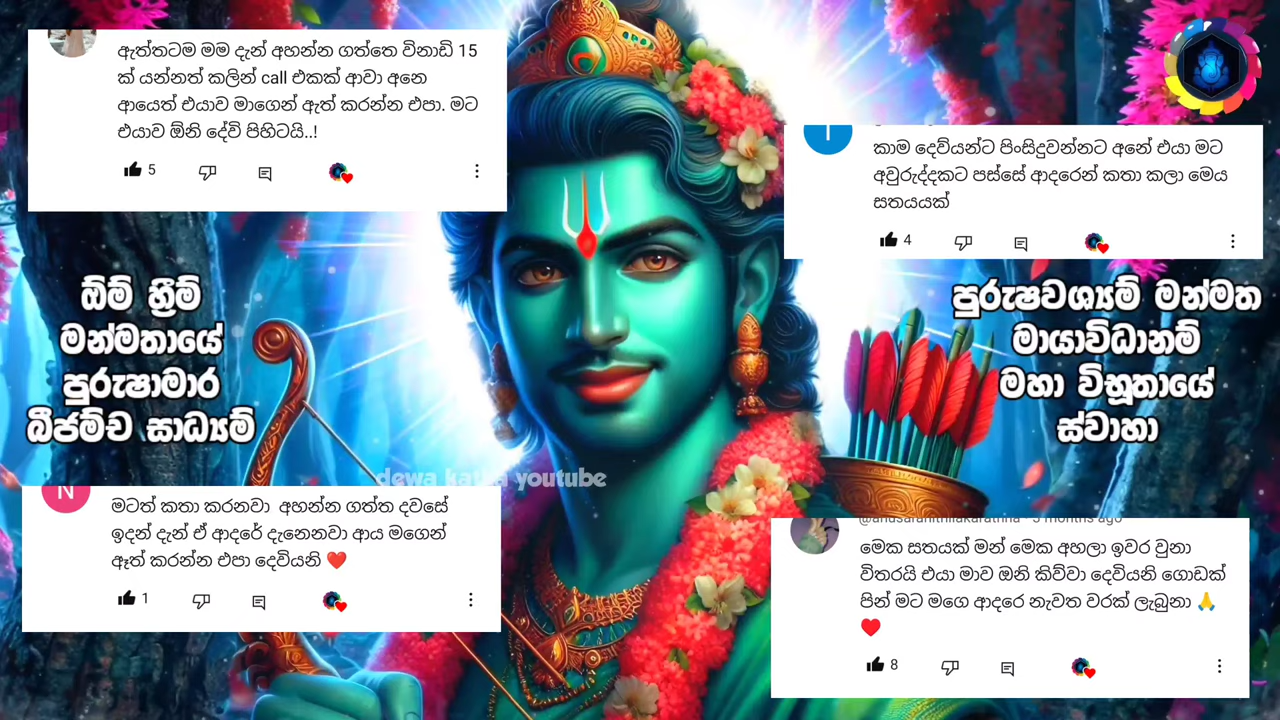 ඇත්තටම මම දැන් අහන්න ගත්තෙ විනාඩි 15
ක් යන්නත් කලින් call එකක් ආවා අනෙ
ආයෙත් එයාව මාගෙන් ඇත් කරන්න එපා. මට
එයාව ඕනි දේවි පිහිටයි..!
5
කාම දෙවියන්ට පිංසිදුවන්නට අනේ එයා මට
අවුරුද්දකට පස්සේ ආදරෙන් කතා කලා මෙය
සතයයක්
4
ඕම් හ්‍රීම්
මන්මතායේ
පුරුෂාමාර
බීජම්ච සාධ්‍යම්
පුරුෂවශ්‍යම් මන්මත
මායාවිධානම්
මහා විභූතායේ
ස්වාහා
dewa katha youtube
N
මටත් කතා කරනවා අහන්න ගත්ත දවසේ
ඉදන් දැන් ඒ ආදරේ දැනෙනවා ආය මගෙන්
ඈත් කරන්න එපා දෙවියනි ❤️
1
මෙක සතයක් මන් මෙක අහලා ඉවර වුනා
විතරයි එයා මාව ඔනි කිව්වා දෙවියනි ගොඩක්
පින් මට මගෙ ආදරෙ නැවත වරක් ලැබුනා 🙏
♥️
8